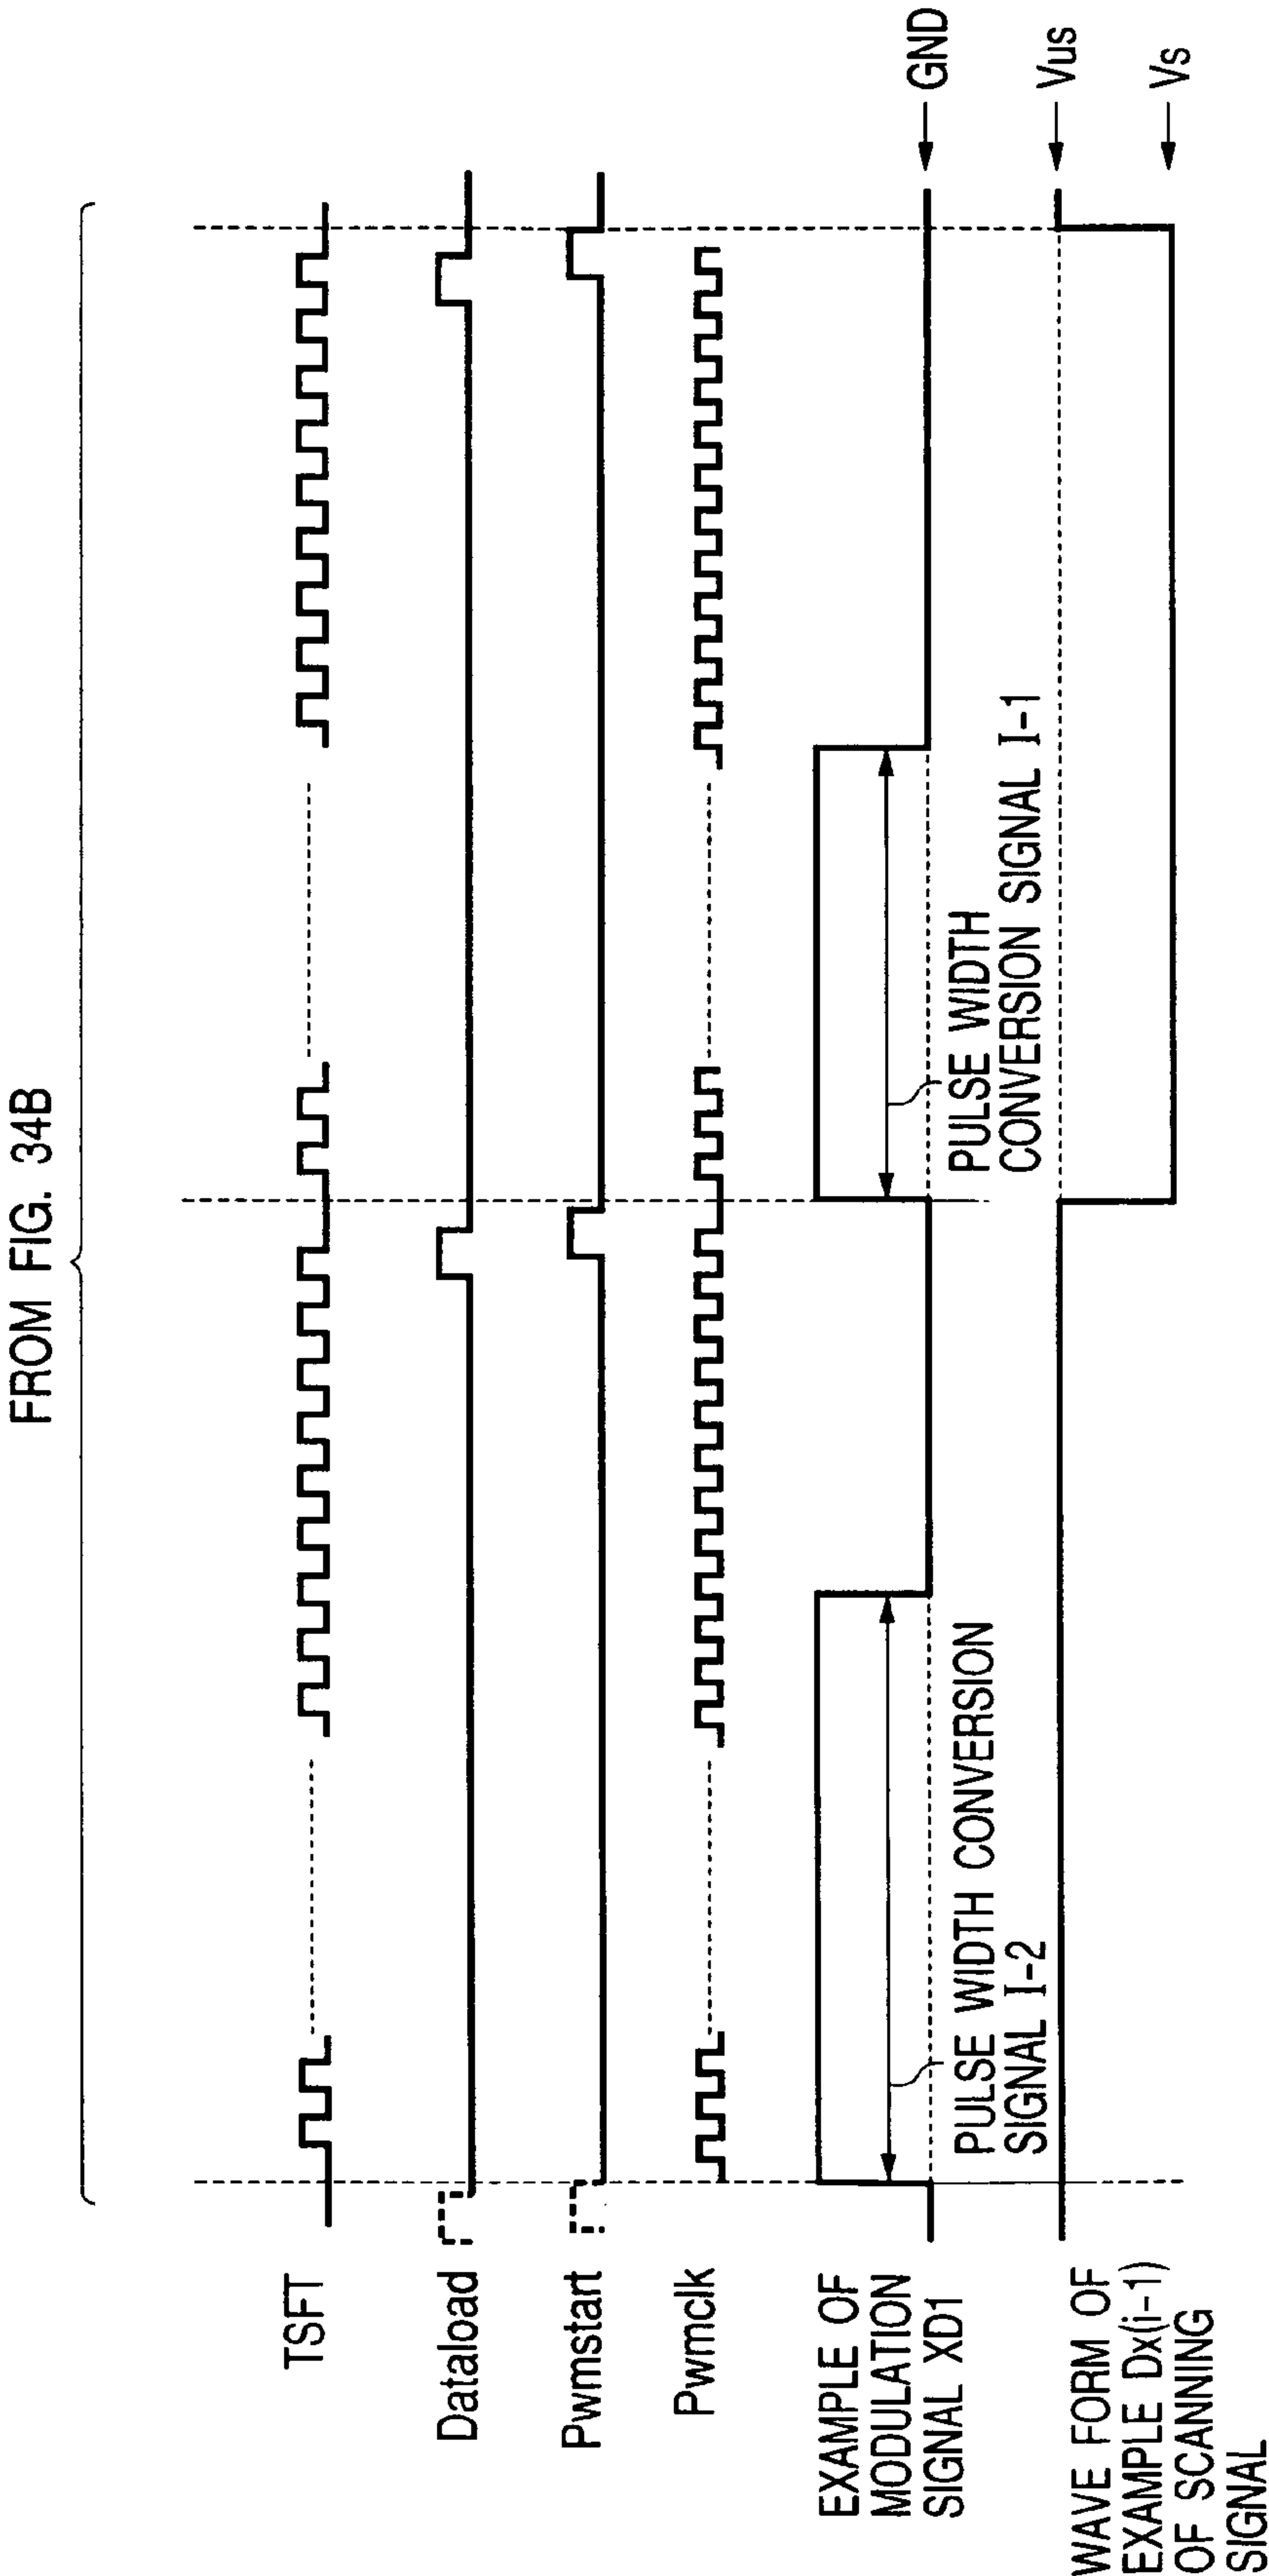 FROM FIG. 34B
TSFT
Dataload
Pwmstart
Pwmclk
EXAMPLE OF
MODULATION
SIGNAL XD1
GND
PULSE WIDTH CONVERSION
SIGNAL I-2
PULSE WIDTH
CONVERSION SIGNAL I-1
WAVE FORM OF
EXAMPLE Dx(i-1)
OF SCANNING
SIGNAL
Vus
Vs